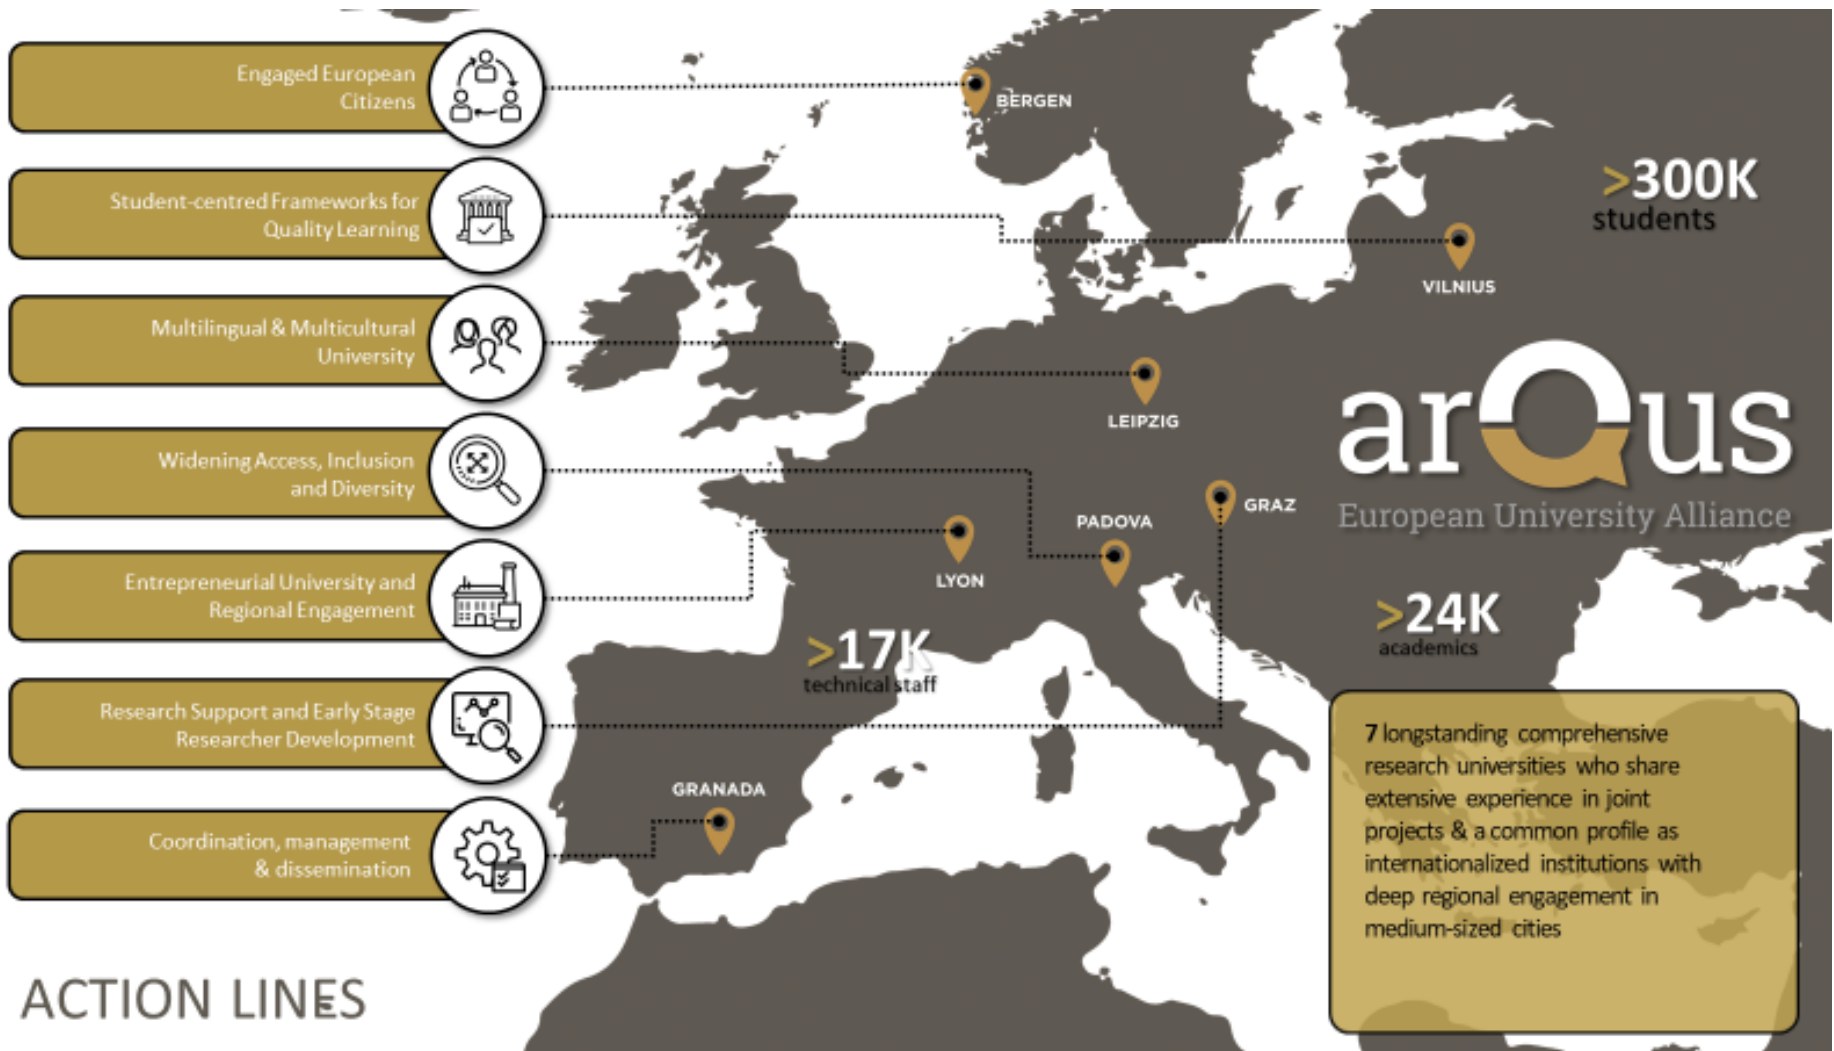 Engaged European
Citizens
Student-centred Frameworks for
Quality Learning
Multilingual & Multicultural
University
Widening Access, Inclusion
and Diversity
Entrepreneurial University and
Regional Engagement
Research Support and Early Stage
Researcher Development
Coordination, management
& dissemination
ACTION LINES
BERGEN
VILNIUS
LEIPZIG
GRAZ
PADOVA
LYON
GRANADA
>300K
students
arQus
European University Alliance
>24K
academics
>17K
technical staff
7 longstanding comprehensive
research universities who share
extensive experience in joint
projects & a common profile as
internationalized institutions with
deep regional engagement in
medium-sized cities